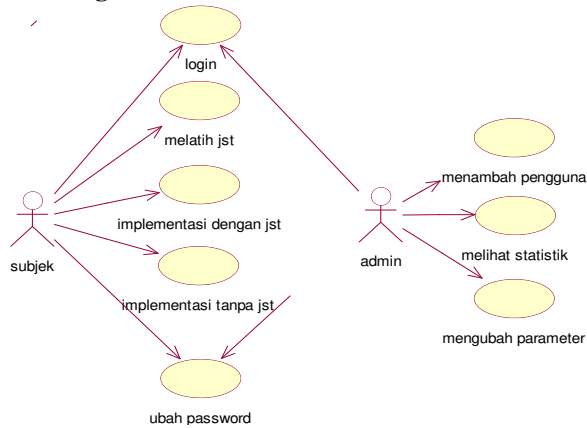 login
melatih jst
implementasi dengan jst
subjek
implementasi tanpa jst
ubah password
menambah pengguna
admin
melihat statistik
mengubah parameter